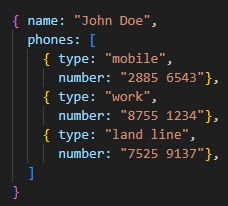 { name: "John Doe",
  phones: [
    { type: "mobile",
      number: "2885 6543"},
    { type: "work",
      number: "8755 1234"},
    { type: "land line",
      number: "7525 9137"},
  ]
}